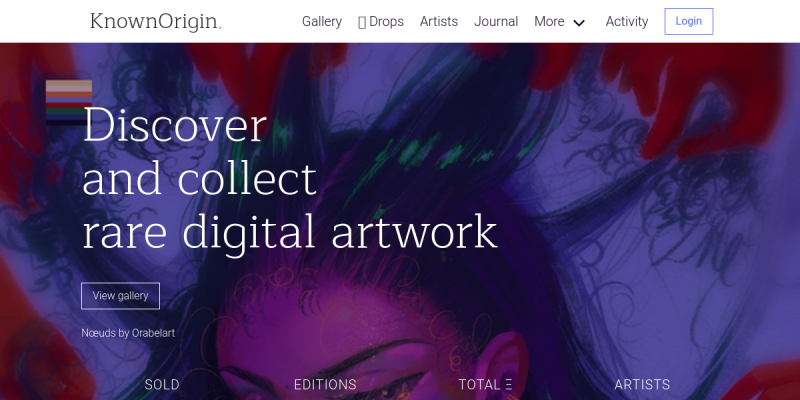 KnownOrigin.
Gallery
Drops
Artists
Journal
More
Activity
Login
Discover
and collect
rare digital artwork
View gallery
Nœuds by Orabelart
SOLD
EDITIONS
TOTAL Ξ
ARTISTS